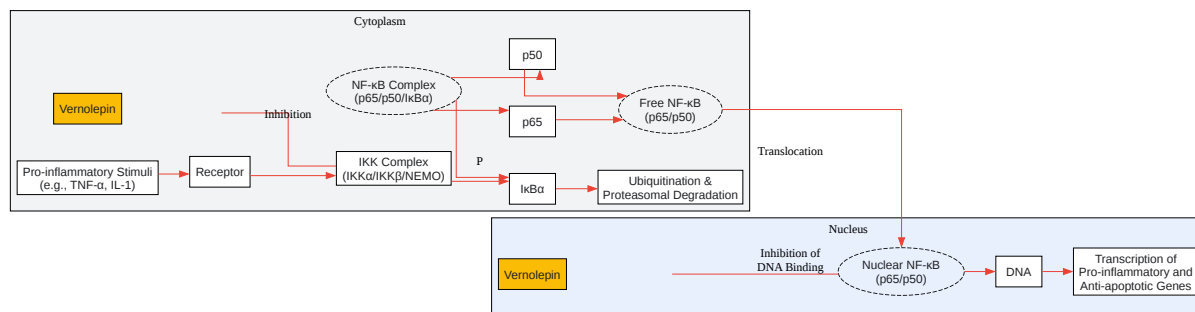 Cytoplasm
p50
NF-κB Complex
(p65/p50/IκBα)
Free NF-κB
(p65/p50)
Vernolepin
Inhibition
p65
Translocation
Pro-inflammatory Stimuli
(e.g., TNF-α, IL-1)
Receptor
IKK Complex
(IKKα/IKKβ/NEMO)
P
IκBα
Ubiquitination &
Proteasomal Degradation
Nucleus
Vernolepin
Inhibition of
DNA Binding
Nuclear NF-κB
(p65/p50)
DNA
Transcription of
Pro-inflammatory and
Anti-apoptotic Genes